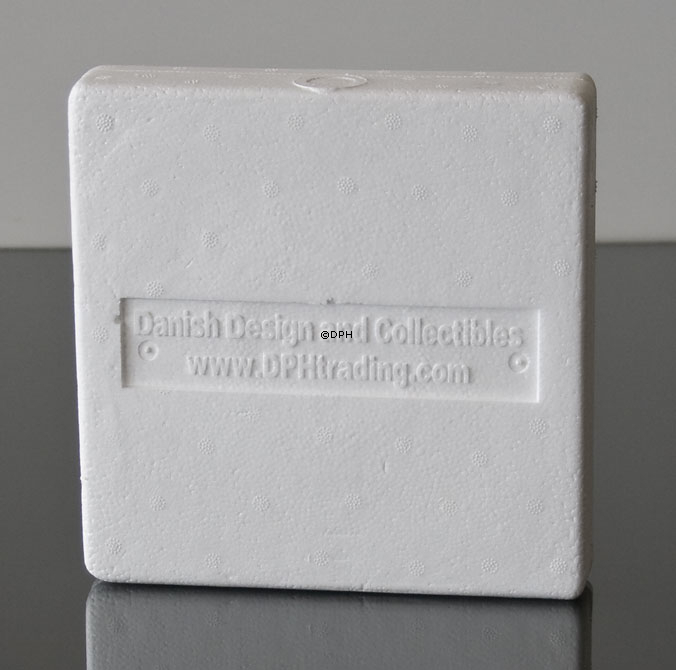 Danish Design and Collectibles
©DPH
www.DPHtrading.com